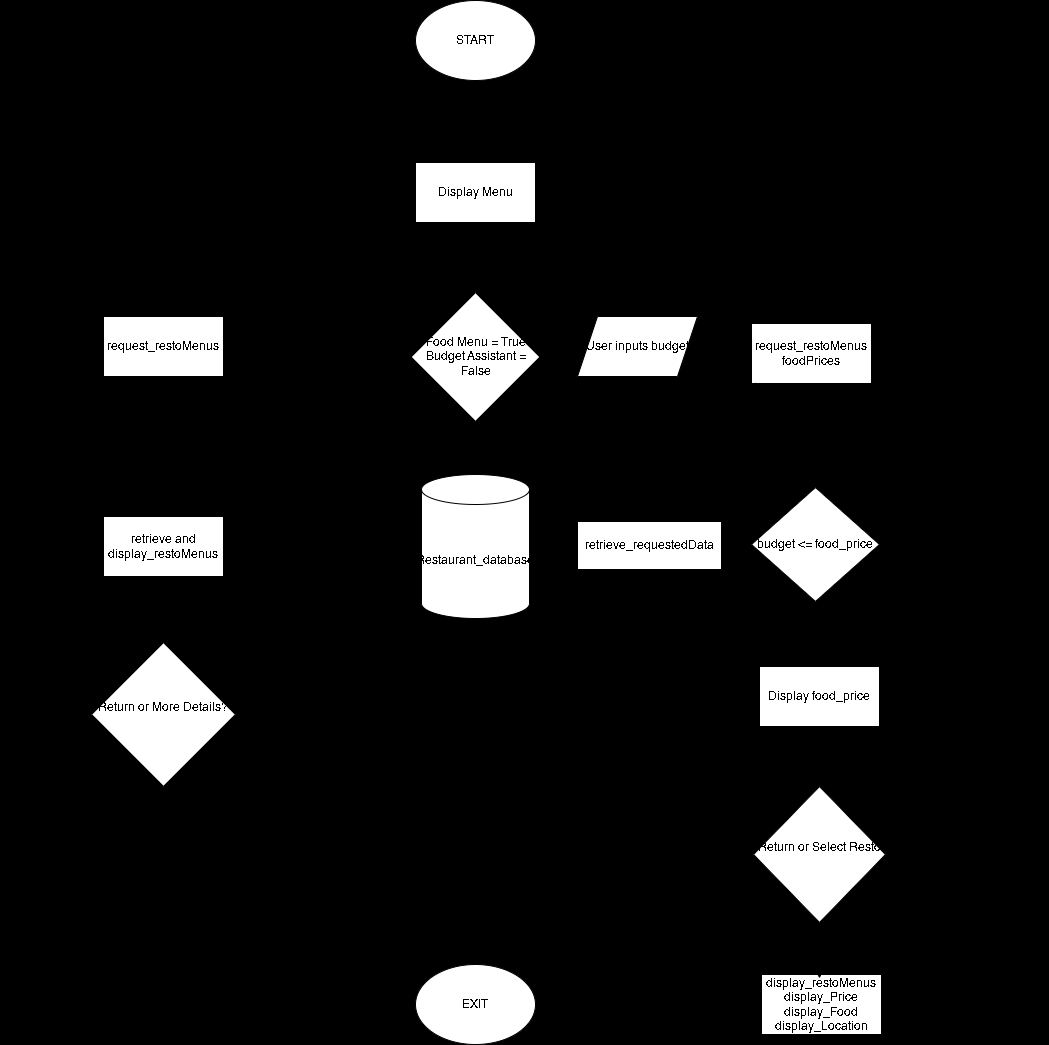 START
Display Menu
request_restoMenus
Food Menu = True
Budget Assistant =
False
User inputs budget
request_restoMenus
foodPrices
retrieve and
display_restoMenus
Restaurant_database
retrieve_requestedData
budget <= food_price
Return or More Details?
Display food_price
Return or Select Resto
EXIT
display_restoMenus
display_Price
display_Food
display_Location